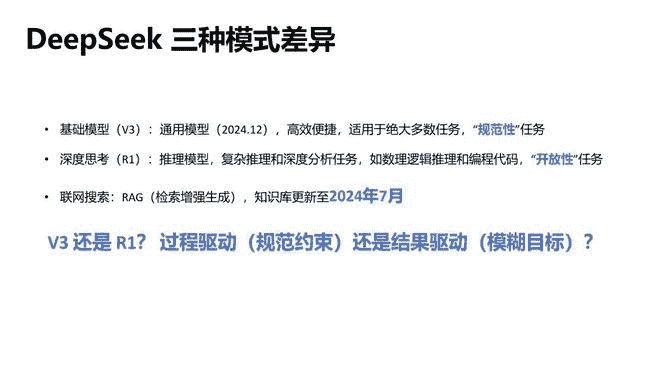 DeepSeek 三种模式差异
• 基础模型（V3）：通用模型（2024.12），高效便捷，适用于绝大多数任务，“规范性”任务
• 深度思考（R1）：推理模型，复杂推理和深度分析任务，如数理逻辑推理和编程代码，“开放性”任务
• 联网搜索：RAG（检索增强生成），知识库更新至2024年7月
V3 还是 R1？ 过程驱动（规范约束）还是结果驱动（模糊目标）？